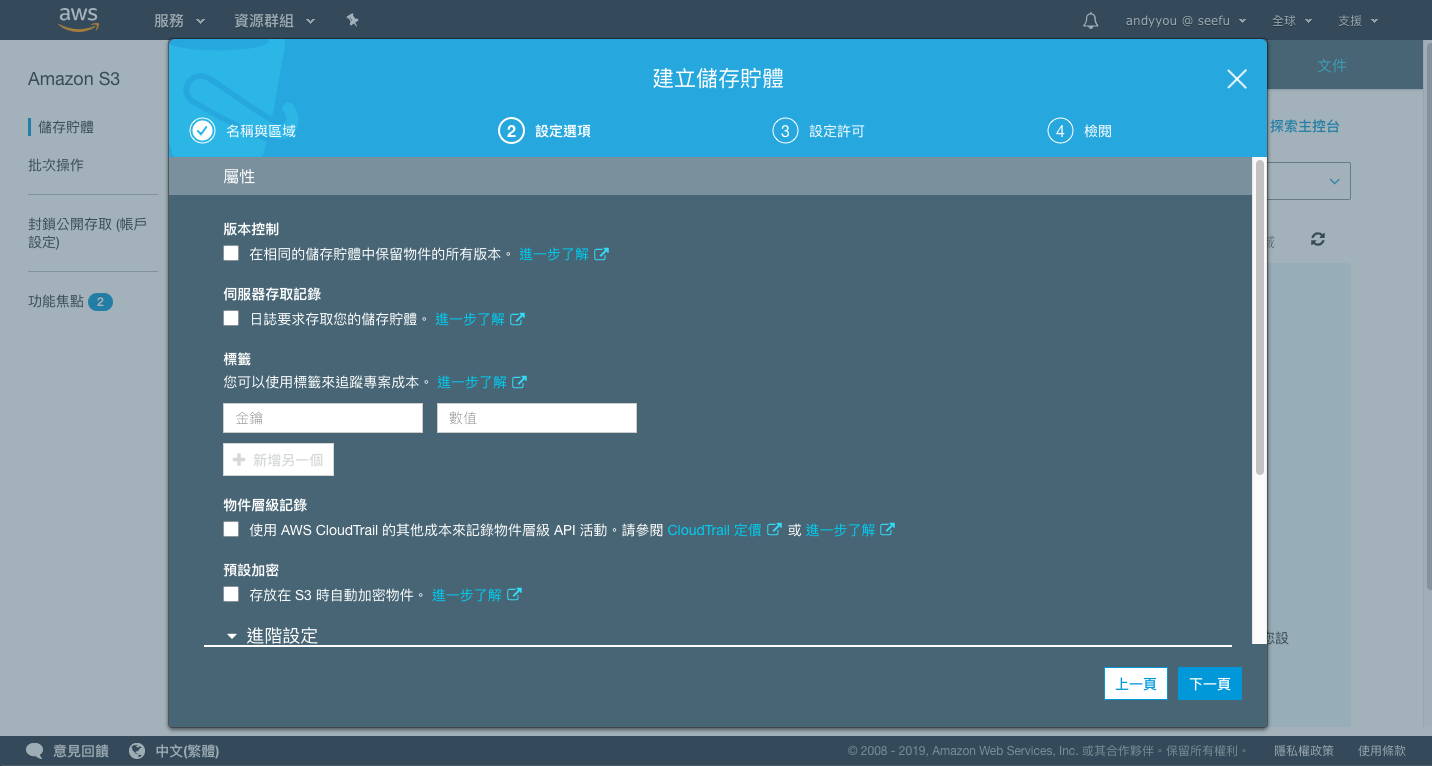 aws
服務
資源群組
andyyou @ seefu
全球
支援
Amazon S3
儲存貯體
批次操作
封鎖公開存取 (帳戶
設定)
功能焦點 2
文件
探索主控台
建立儲存貯體
名稱與區域
2 設定選項
3 設定許可
4 檢閱
屬性
版本控制
在相同的儲存貯體中保留物件的所有版本。 進一步了解
伺服器存取記錄
日誌要求存取您的儲存貯體。 進一步了解
標籤
您可以使用標籤來追蹤專案成本。 進一步了解
金鑰
數值
新增另一個
物件層級記錄
使用 AWS CloudTrail 的其他成本來記錄物件層級 API 活動。請參閱 CloudTrail 定價 或 進一步了解
預設加密
存放在 S3 時自動加密物件。 進一步了解
進階設定
您設
上一頁
下一頁
意見回饋
中文(繁體)
© 2008 - 2019, Amazon Web Services, Inc. 或其合作夥伴。保留所有權利。
隱私權政策
使用條款